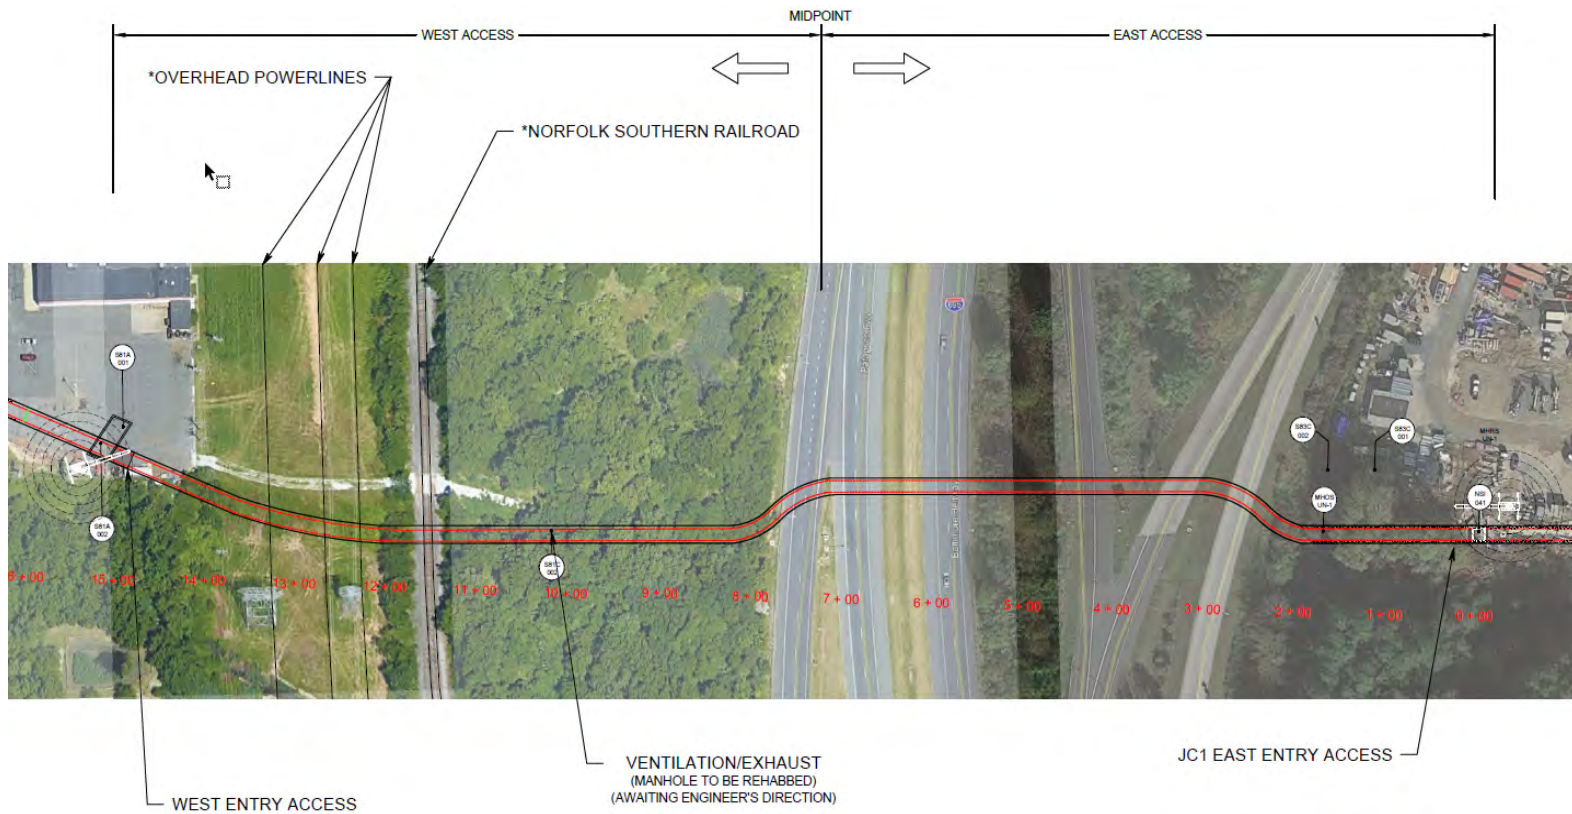 MIDPOINT
WEST ACCESS
EAST ACCESS
*OVERHEAD POWERLINES
*NORFOLK SOUTHERN RAILROAD
S81A
001
S83C
002
S83C
001
MHRS
UN-1
MHOS
UN-1
NSI
041
S81A
002
002
15 + 00
14 + 00
13 + 00
12 + 00
11 + 00
10 + 00
9 + 00
8 + 00
7 + 00
6 + 00
5 + 00
4 + 00
3 + 00
2 + 00
1 + 00
0 + 00
VENTILATION/EXHAUST
(MANHOLE TO BE REHABBED)
(AWAITING ENGINEER'S DIRECTION)
JC1 EAST ENTRY ACCESS
WEST ENTRY ACCESS